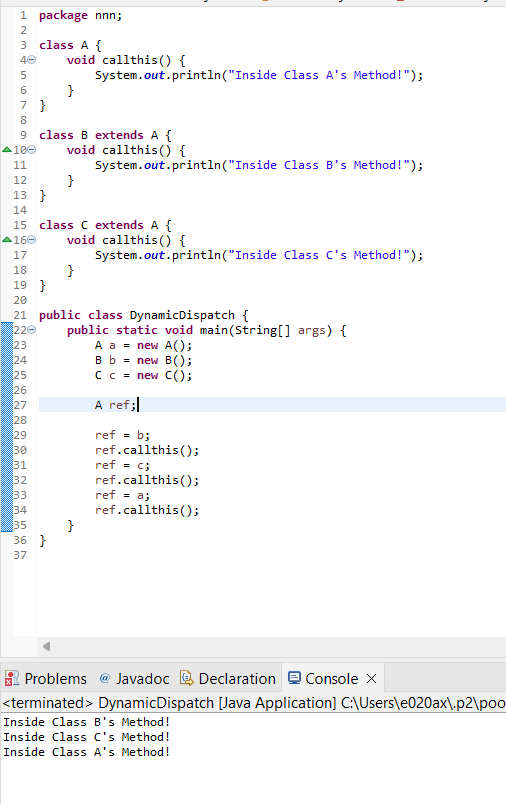 1 package nnn;
2
3 class A {
4 void callthis() {
5 System.out.println("Inside Class A's Method!");
6 }
7 }
8
9 class B extends A {
10 void callthis() {
11 System.out.println("Inside Class B's Method!");
12 }
13 }
14
15 class C extends A {
16 void callthis() {
17 System.out.println("Inside Class C's Method!");
18 }
19 }
20
21 public class DynamicDispatch {
22 public static void main(String[] args) {
23 A a = new A();
24 B b = new B();
25 C c = new C();
26
27 A ref;
28
29 ref = b;
30 ref.callthis();
31 ref = c;
32 ref.callthis();
33 ref = a;
34 ref.callthis();
35 }
36 }
37
Problems @ Javadoc Declaration Console
<terminated> DynamicDispatch [Java Application] C:\Users\e020ax\.p2\poo
Inside Class B's Method!
Inside Class C's Method!
Inside Class A's Method!